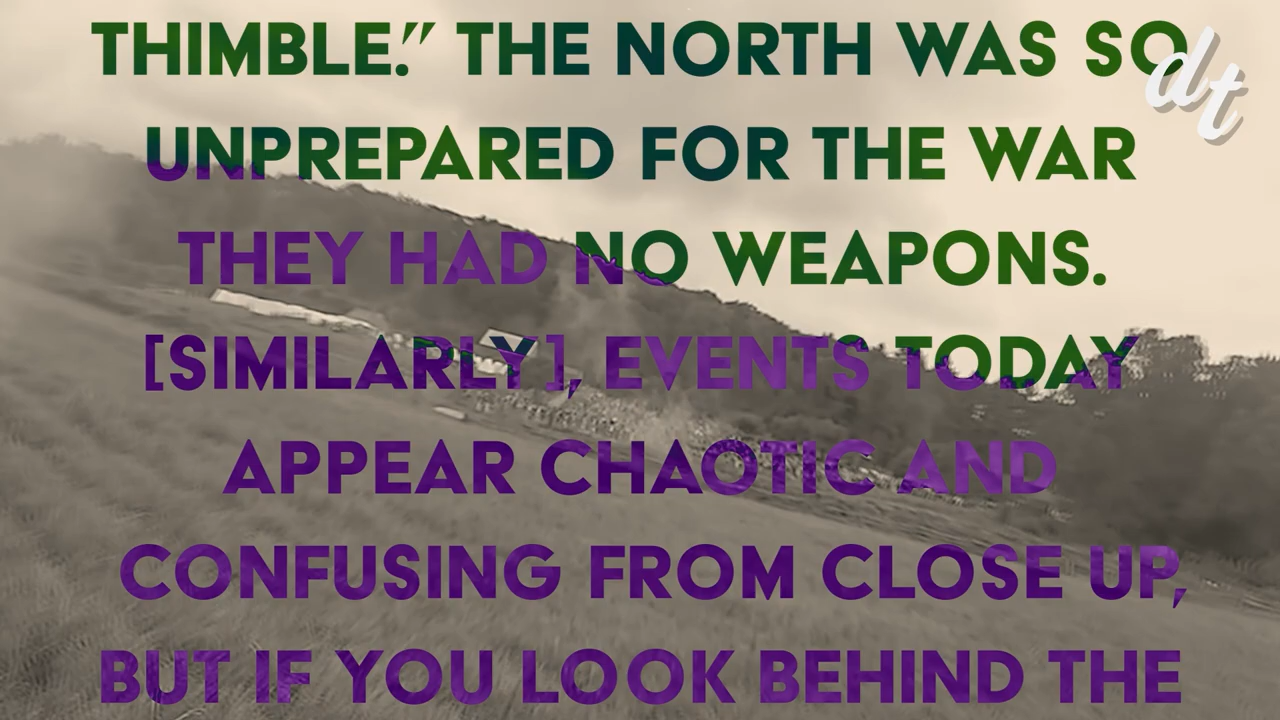 THIMBLE.” THE NORTH WAS SO
dt
UNPREPARED FOR THE WAR
THEY HAD NO WEAPONS.
[SIMILARLY], EVENTS TODAY
APPEAR CHAOTIC AND
CONFUSING FROM CLOSE UP,
BUT IF YOU LOOK BEHIND THE